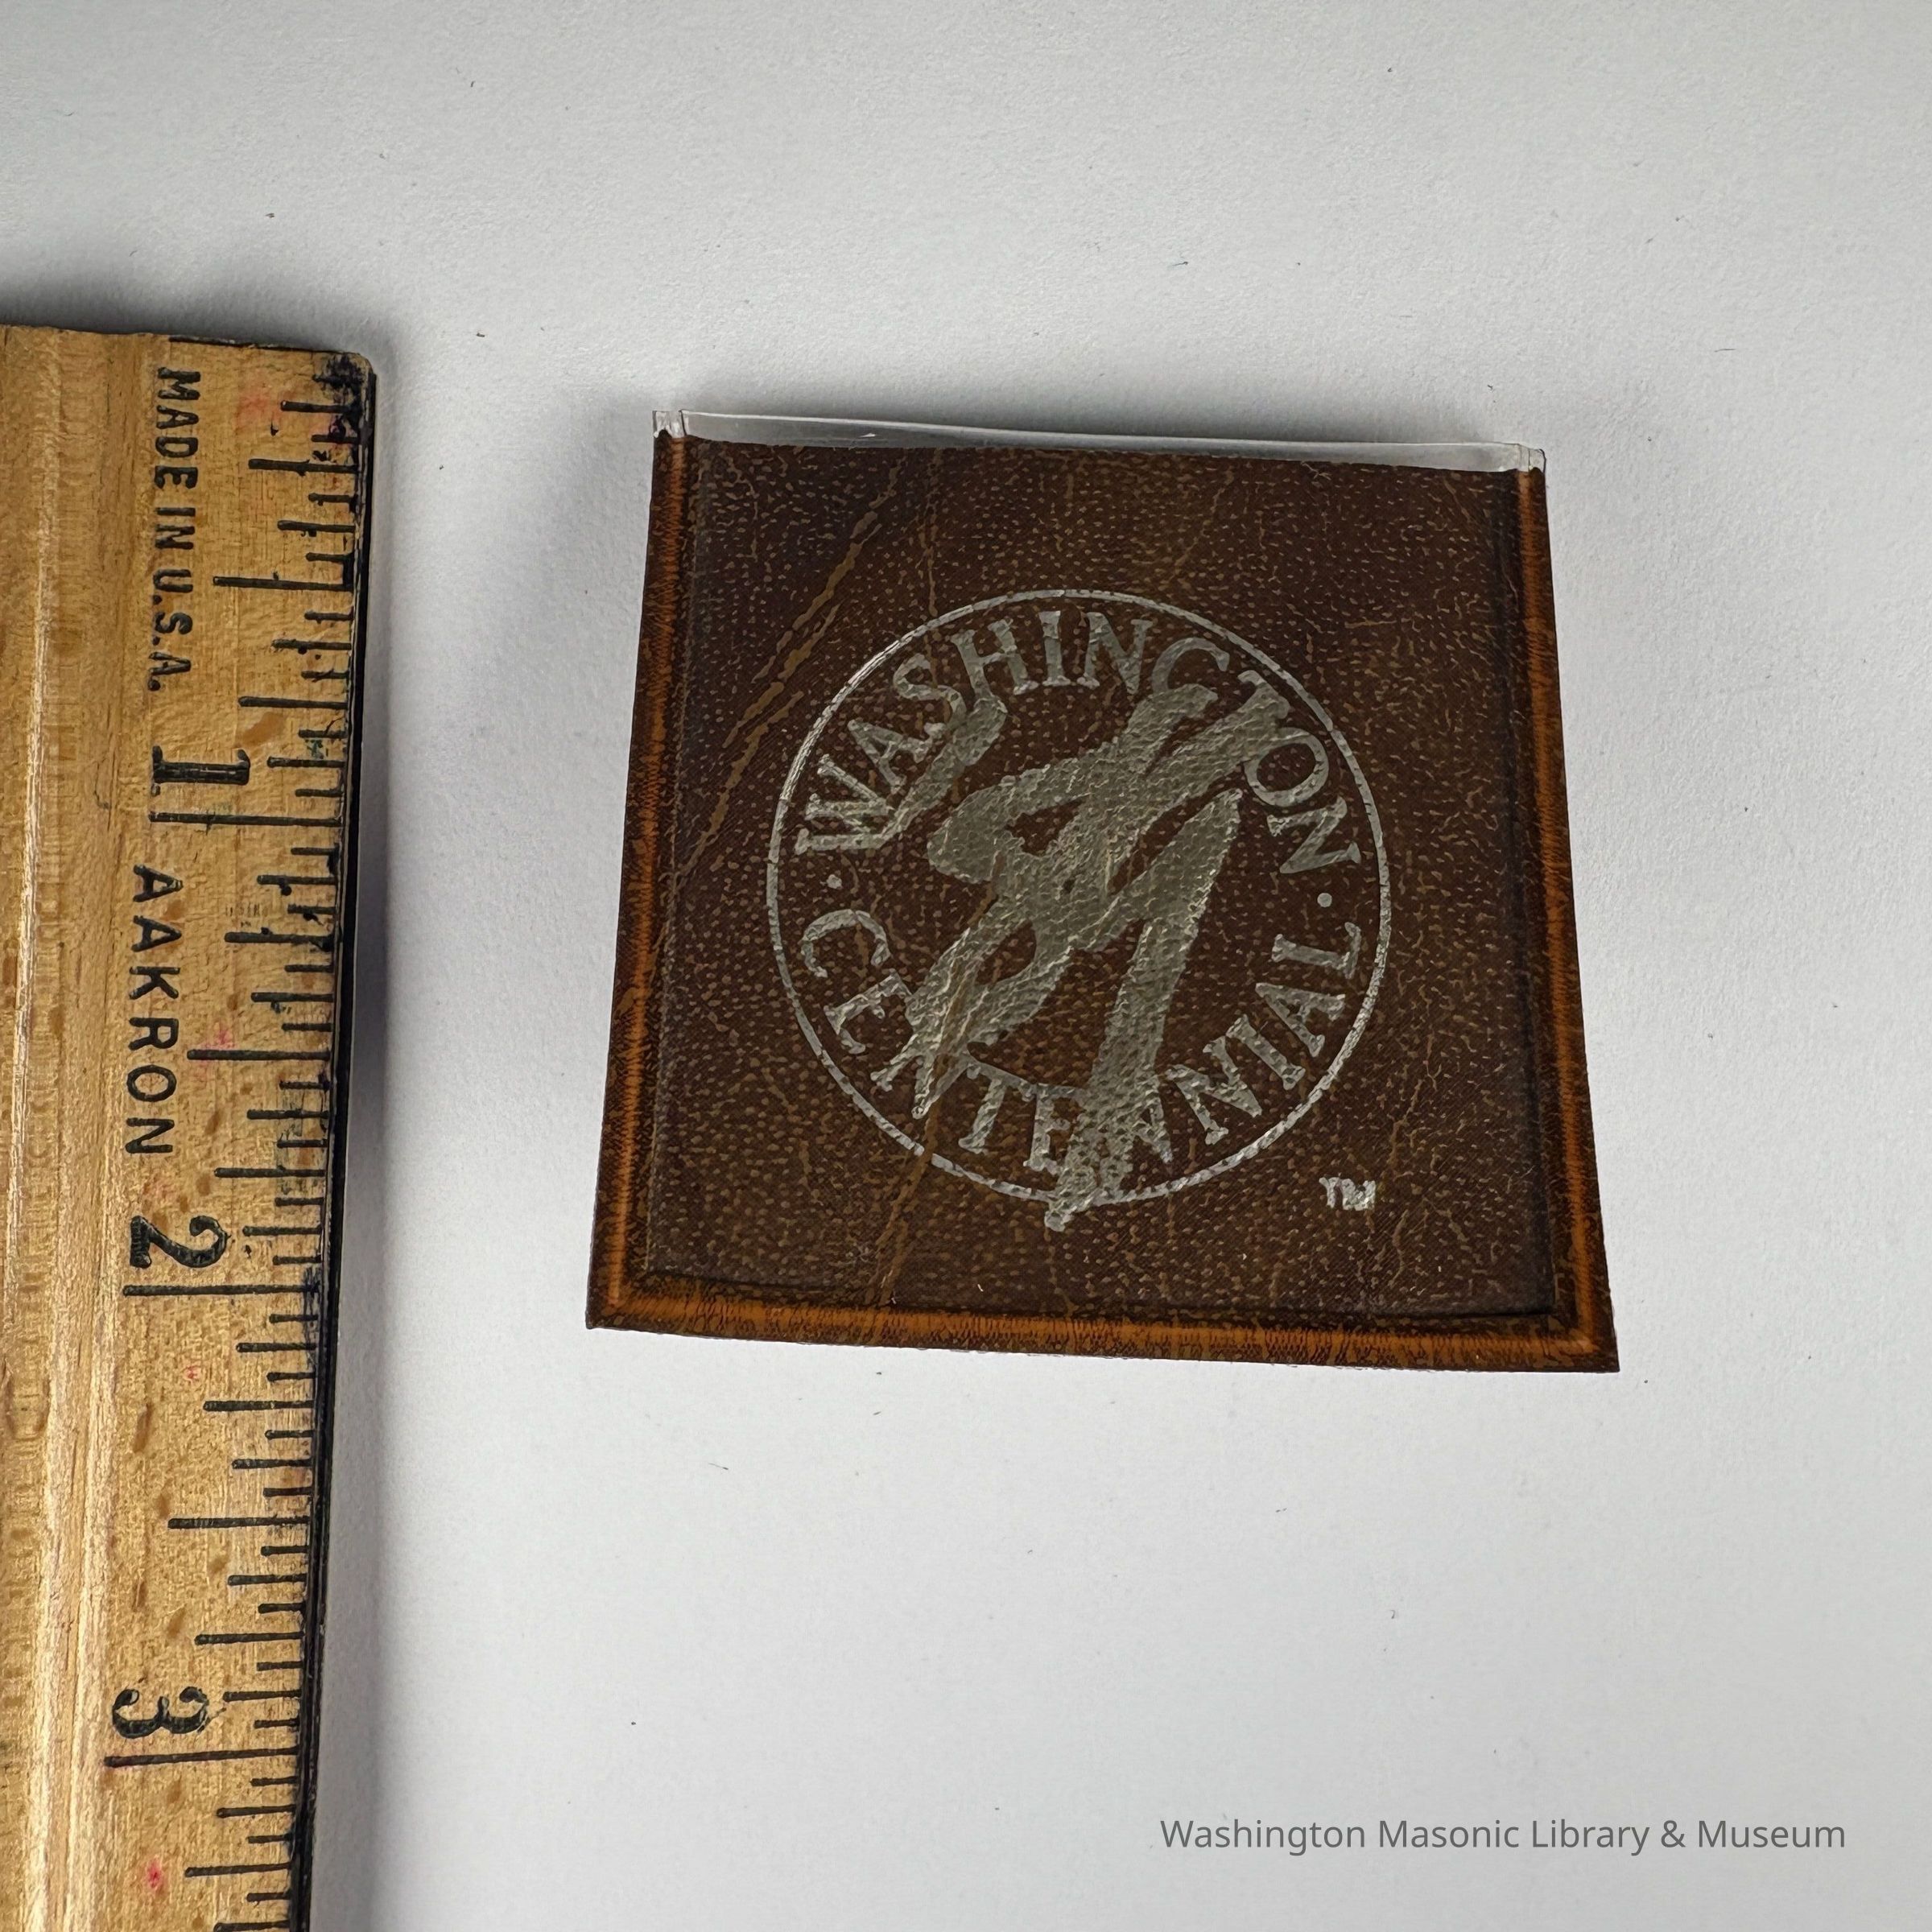 MADE IN U.S.A.
1
AAKRON
2
3
WASHINGTON
· CENTENNIAL ·
TM
Washington Masonic Library & Museum